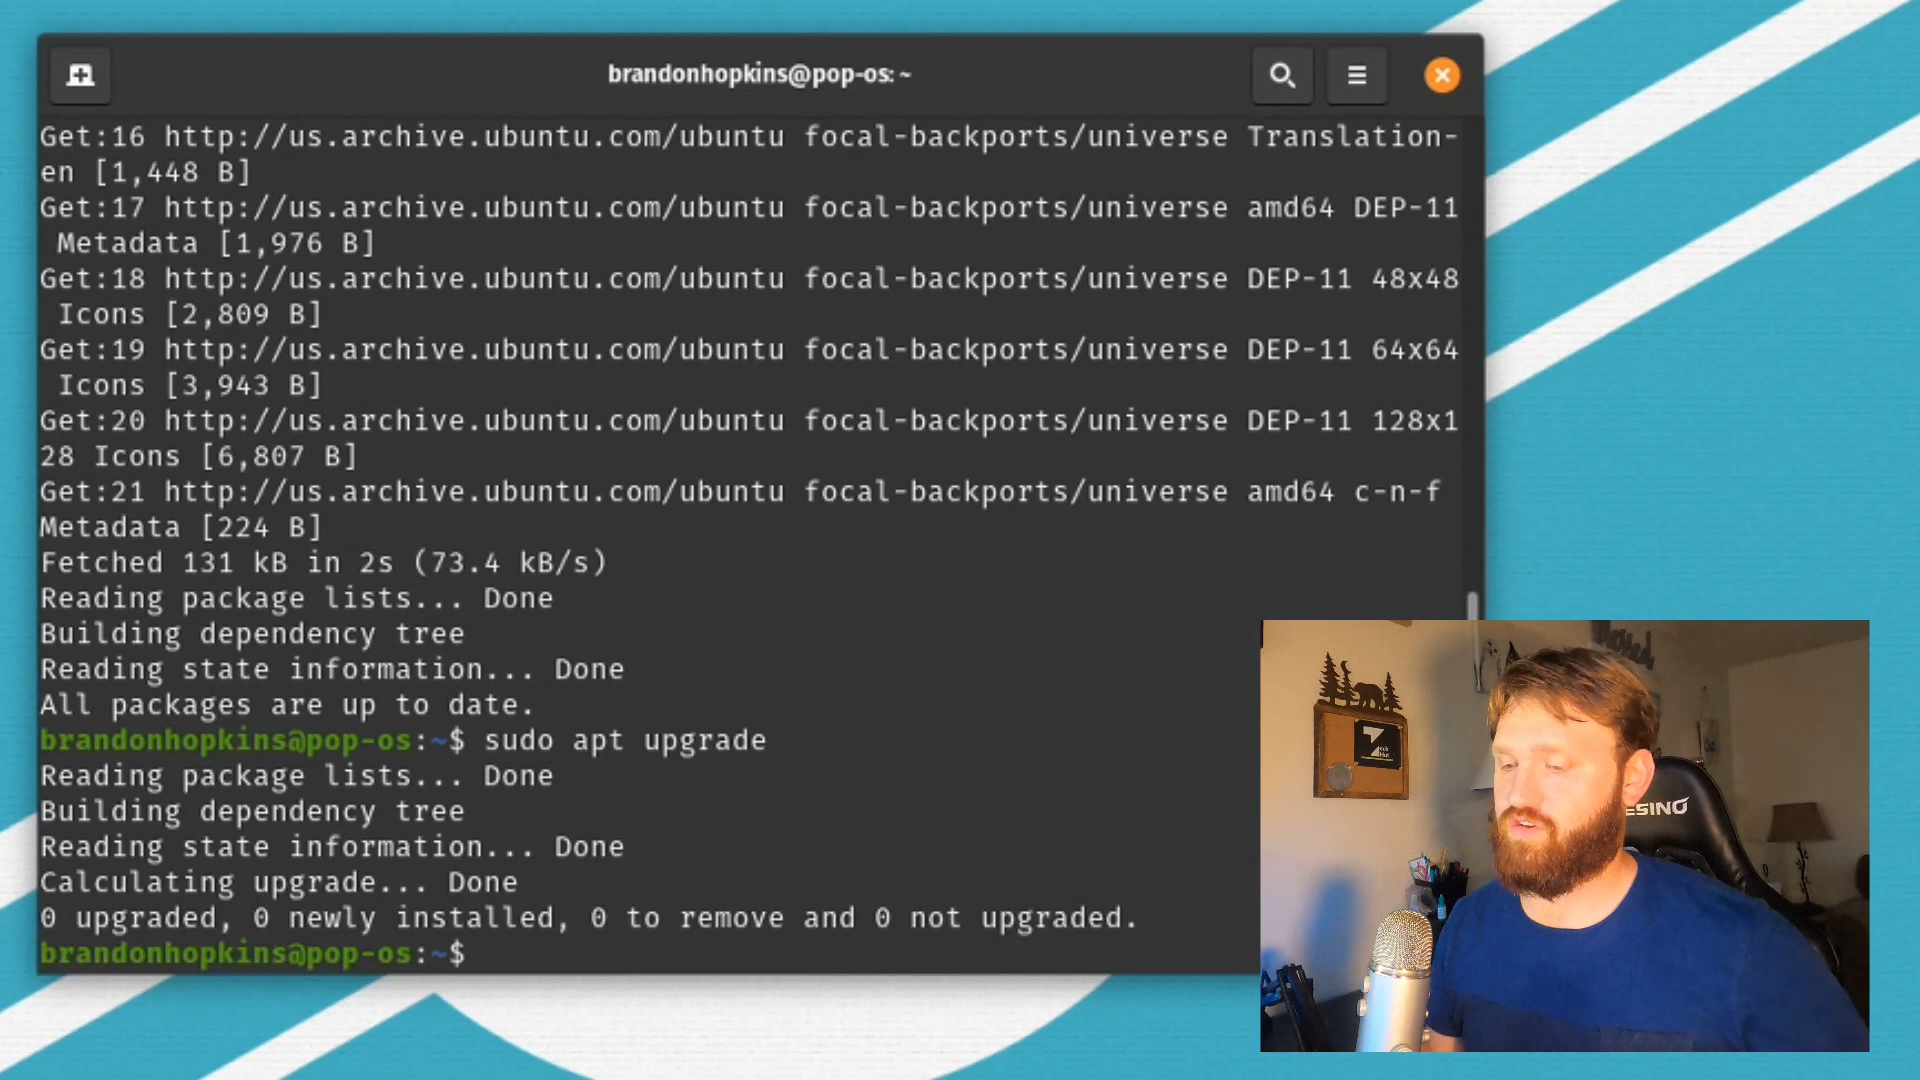 brandonhopkins@pop-os: ~
Get:16 http://us.archive.ubuntu.com/ubuntu focal-backports/universe Translation-
en [1,448 B]
Get:17 http://us.archive.ubuntu.com/ubuntu focal-backports/universe amd64 DEP-11
Metadata [1,976 B]
Get:18 http://us.archive.ubuntu.com/ubuntu focal-backports/universe DEP-11 48x48
Icons [2,809 B]
Get:19 http://us.archive.ubuntu.com/ubuntu focal-backports/universe DEP-11 64x64
Icons [3,943 B]
Get:20 http://us.archive.ubuntu.com/ubuntu focal-backports/universe DEP-11 128x1
28 Icons [6,807 B]
Get:21 http://us.archive.ubuntu.com/ubuntu focal-backports/universe amd64 c-n-f
Metadata [224 B]
Fetched 131 kB in 2s (73.4 kB/s)
Reading package lists... Done
Building dependency tree
Reading state information... Done
All packages are up to date.
brandonhopkins@pop-os:~$ sudo apt upgrade
Reading package lists... Done
Building dependency tree
Reading state information... Done
Calculating upgrade... Done
0 upgraded, 0 newly installed, 0 to remove and 0 not upgraded.
brandonhopkins@pop-os:~$
ESINO